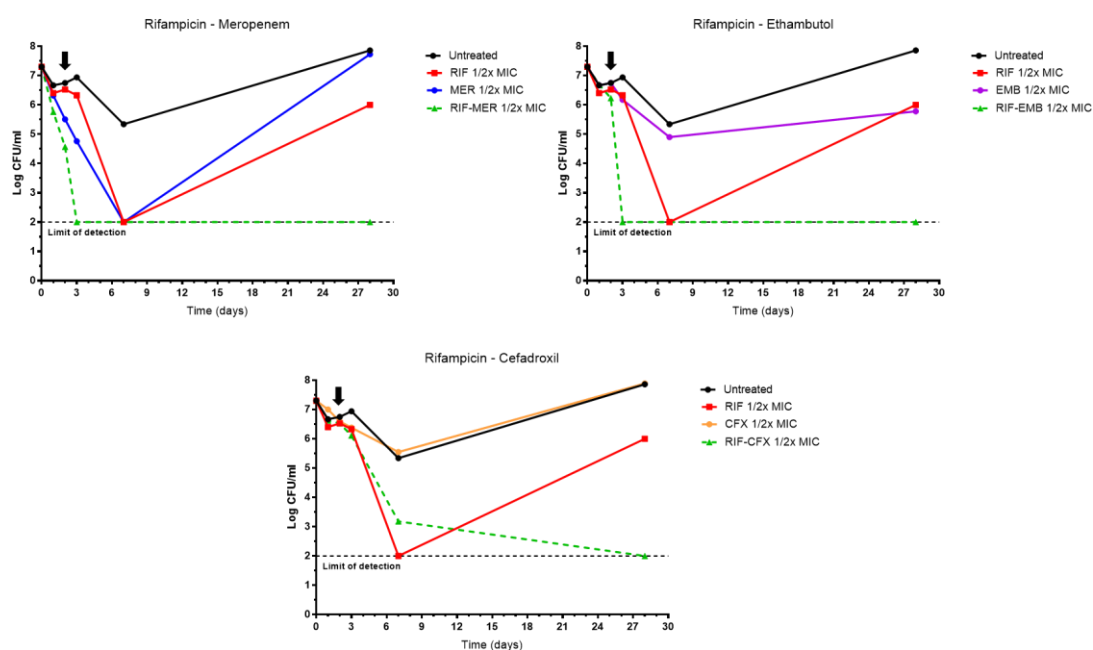 Rifampicin - Meropenem
8
7
6
5
4
3
2
1
0
Log CFU/ml
Limit of detection
0 3 6 9 12 15 18 21 24 27 30
Time (days)
Untreated
RIF 1/2x MIC
MER 1/2x MIC
RIF-MER 1/2x MIC
Rifampicin - Ethambutol
8
7
6
5
4
3
2
1
0
Log CFU/ml
Limit of detection
0 3 6 9 12 15 18 21 24 27 30
Time (days)
Untreated
RIF 1/2x MIC
EMB 1/2x MIC
RIF-EMB 1/2x MIC
Rifampicin - Cefadroxil
8
7
6
5
4
3
2
1
0
Log CFU/ml
Limit of detection
0 3 6 9 12 15 18 21 24 27 30
Time (days)
Untreated
RIF 1/2x MIC
CFX 1/2x MIC
RIF-CFX 1/2x MIC